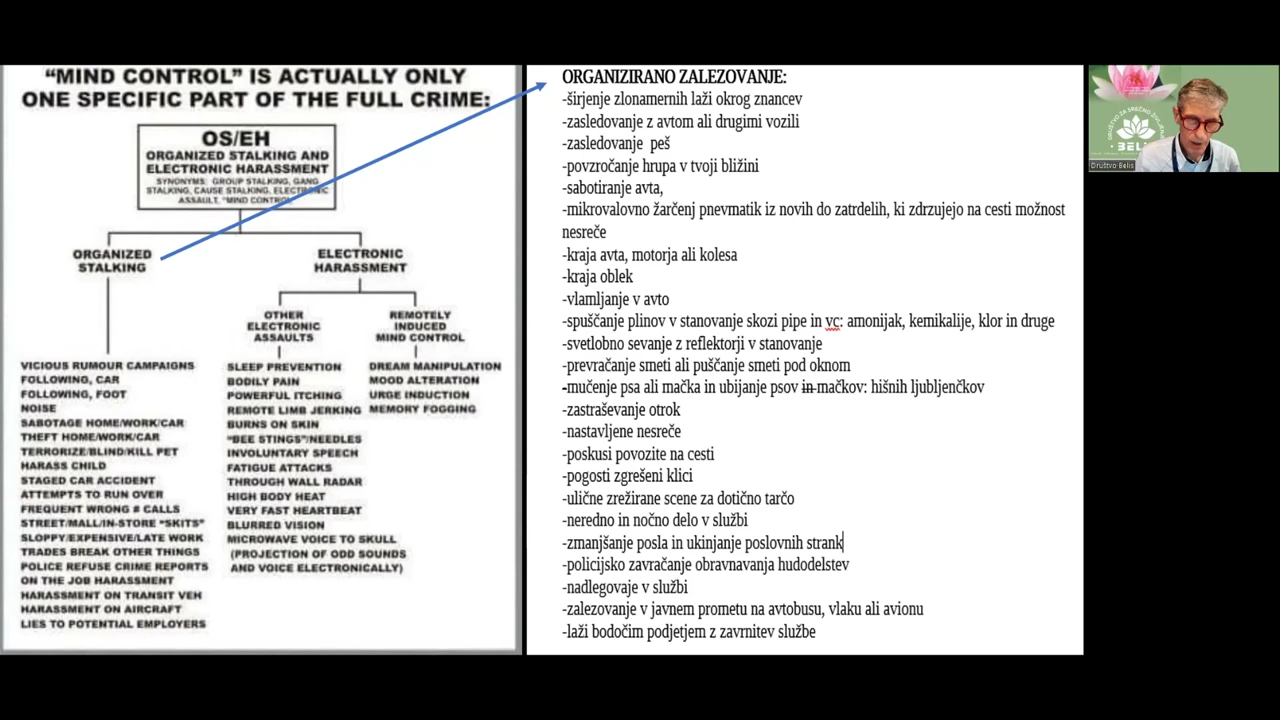 “MIND CONTROL” IS ACTUALLY ONLY
ONE SPECIFIC PART OF THE FULL CRIME:
OS/EH
ORGANIZED STALKING AND
ELECTRONIC HARASSMENT
SYNONYMS: GROUP STALKING, GANG
STALKING, CAUSE STALKING, ELECTRONIC
ASSAULT, "MIND CONTROL"
ORGANIZED
STALKING
ELECTRONIC
HARASSMENT
OTHER
ELECTRONIC
ASSAULTS
REMOTELY
INDUCED
MIND CONTROL
VICIOUS RUMOUR CAMPAIGNS
FOLLOWING, CAR
FOLLOWING, FOOT
NOISE
SABOTAGE HOME/WORK/CAR
THEFT HOME/WORK/CAR
TERRORIZE/BLIND/KILL PET
HARASS CHILD
STAGED CAR ACCIDENT
ATTEMPTS TO RUN OVER
FREQUENT WRONG # CALLS
STREET/MALL/IN-STORE “SKITS”
SLOPPY/EXPENSIVE/LATE WORK
TRADES BREAK OTHER THINGS
POLICE REFUSE CRIME REPORTS
ON THE JOB HARASSMENT
HARASSMENT ON TRANSIT VEH
HARASSMENT ON AIRCRAFT
LIES TO POTENTIAL EMPLOYERS
SLEEP PREVENTION
BODILY PAIN
POWERFUL ITCHING
REMOTE LIMB JERKING
BURNS ON SKIN
“BEE STINGS”/NEEDLES
INVOLUNTARY SPEECH
FATIGUE ATTACKS
THROUGH WALL RADAR
HIGH BODY HEAT
VERY FAST HEARTBEAT
BLURRED VISION
MICROWAVE VOICE TO SKULL
(PROJECTION OF ODD SOUNDS
AND VOICE ELECTRONICALLY)
DREAM MANIPULATION
MOOD ALTERATION
URGE INDUCTION
MEMORY FOGGING
ORGANIZIRANO ZALEZOVANJE:
-širjenje zlonamernih laži okrog znancev
-zasledovanje z avtom ali drugimi vozili
-zasledovanje peš
-povzročanje hrupa v tvoji bližini
-sabotiranje avta,
-mikrovalovno žarčenj pnevmatik iz novih do zatrdelih, ki zdrzujejo na cesti možnost
nesreče
-kraja avta, motorja ali kolesa
-kraja oblek
-vlamljanje v avto
-spuščanje plinov v stanovanje skozi pipe in vc: amonijak, kemikalije, klor in druge
-svetlobno sevanje z reflektorji v stanovanje
-prevračanje smeti ali puščanje smeti pod oknom
-mučenje psa ali mačka in ubijanje psov in mačkov: hišnih ljubljenčkov
-zastraševanje otrok
-nastavljene nesreče
-poskusi povozite na cesti
-pogosti zgrešeni klici
-ulične zrežirane scene za dotično tarčo
-neredno in nočno delo v službi
-zmanjšanje posla in ukinjanje poslovnih strank
-policijsko zavračanje obravnavanja hudodelstev
-nadlegovaje v službi
-zalezovanje v javnem prometu na avtobusu, vlaku ali avionu
-laži bodočim podjetjem z zavrnitev službe
BELIS
Društvo Belis